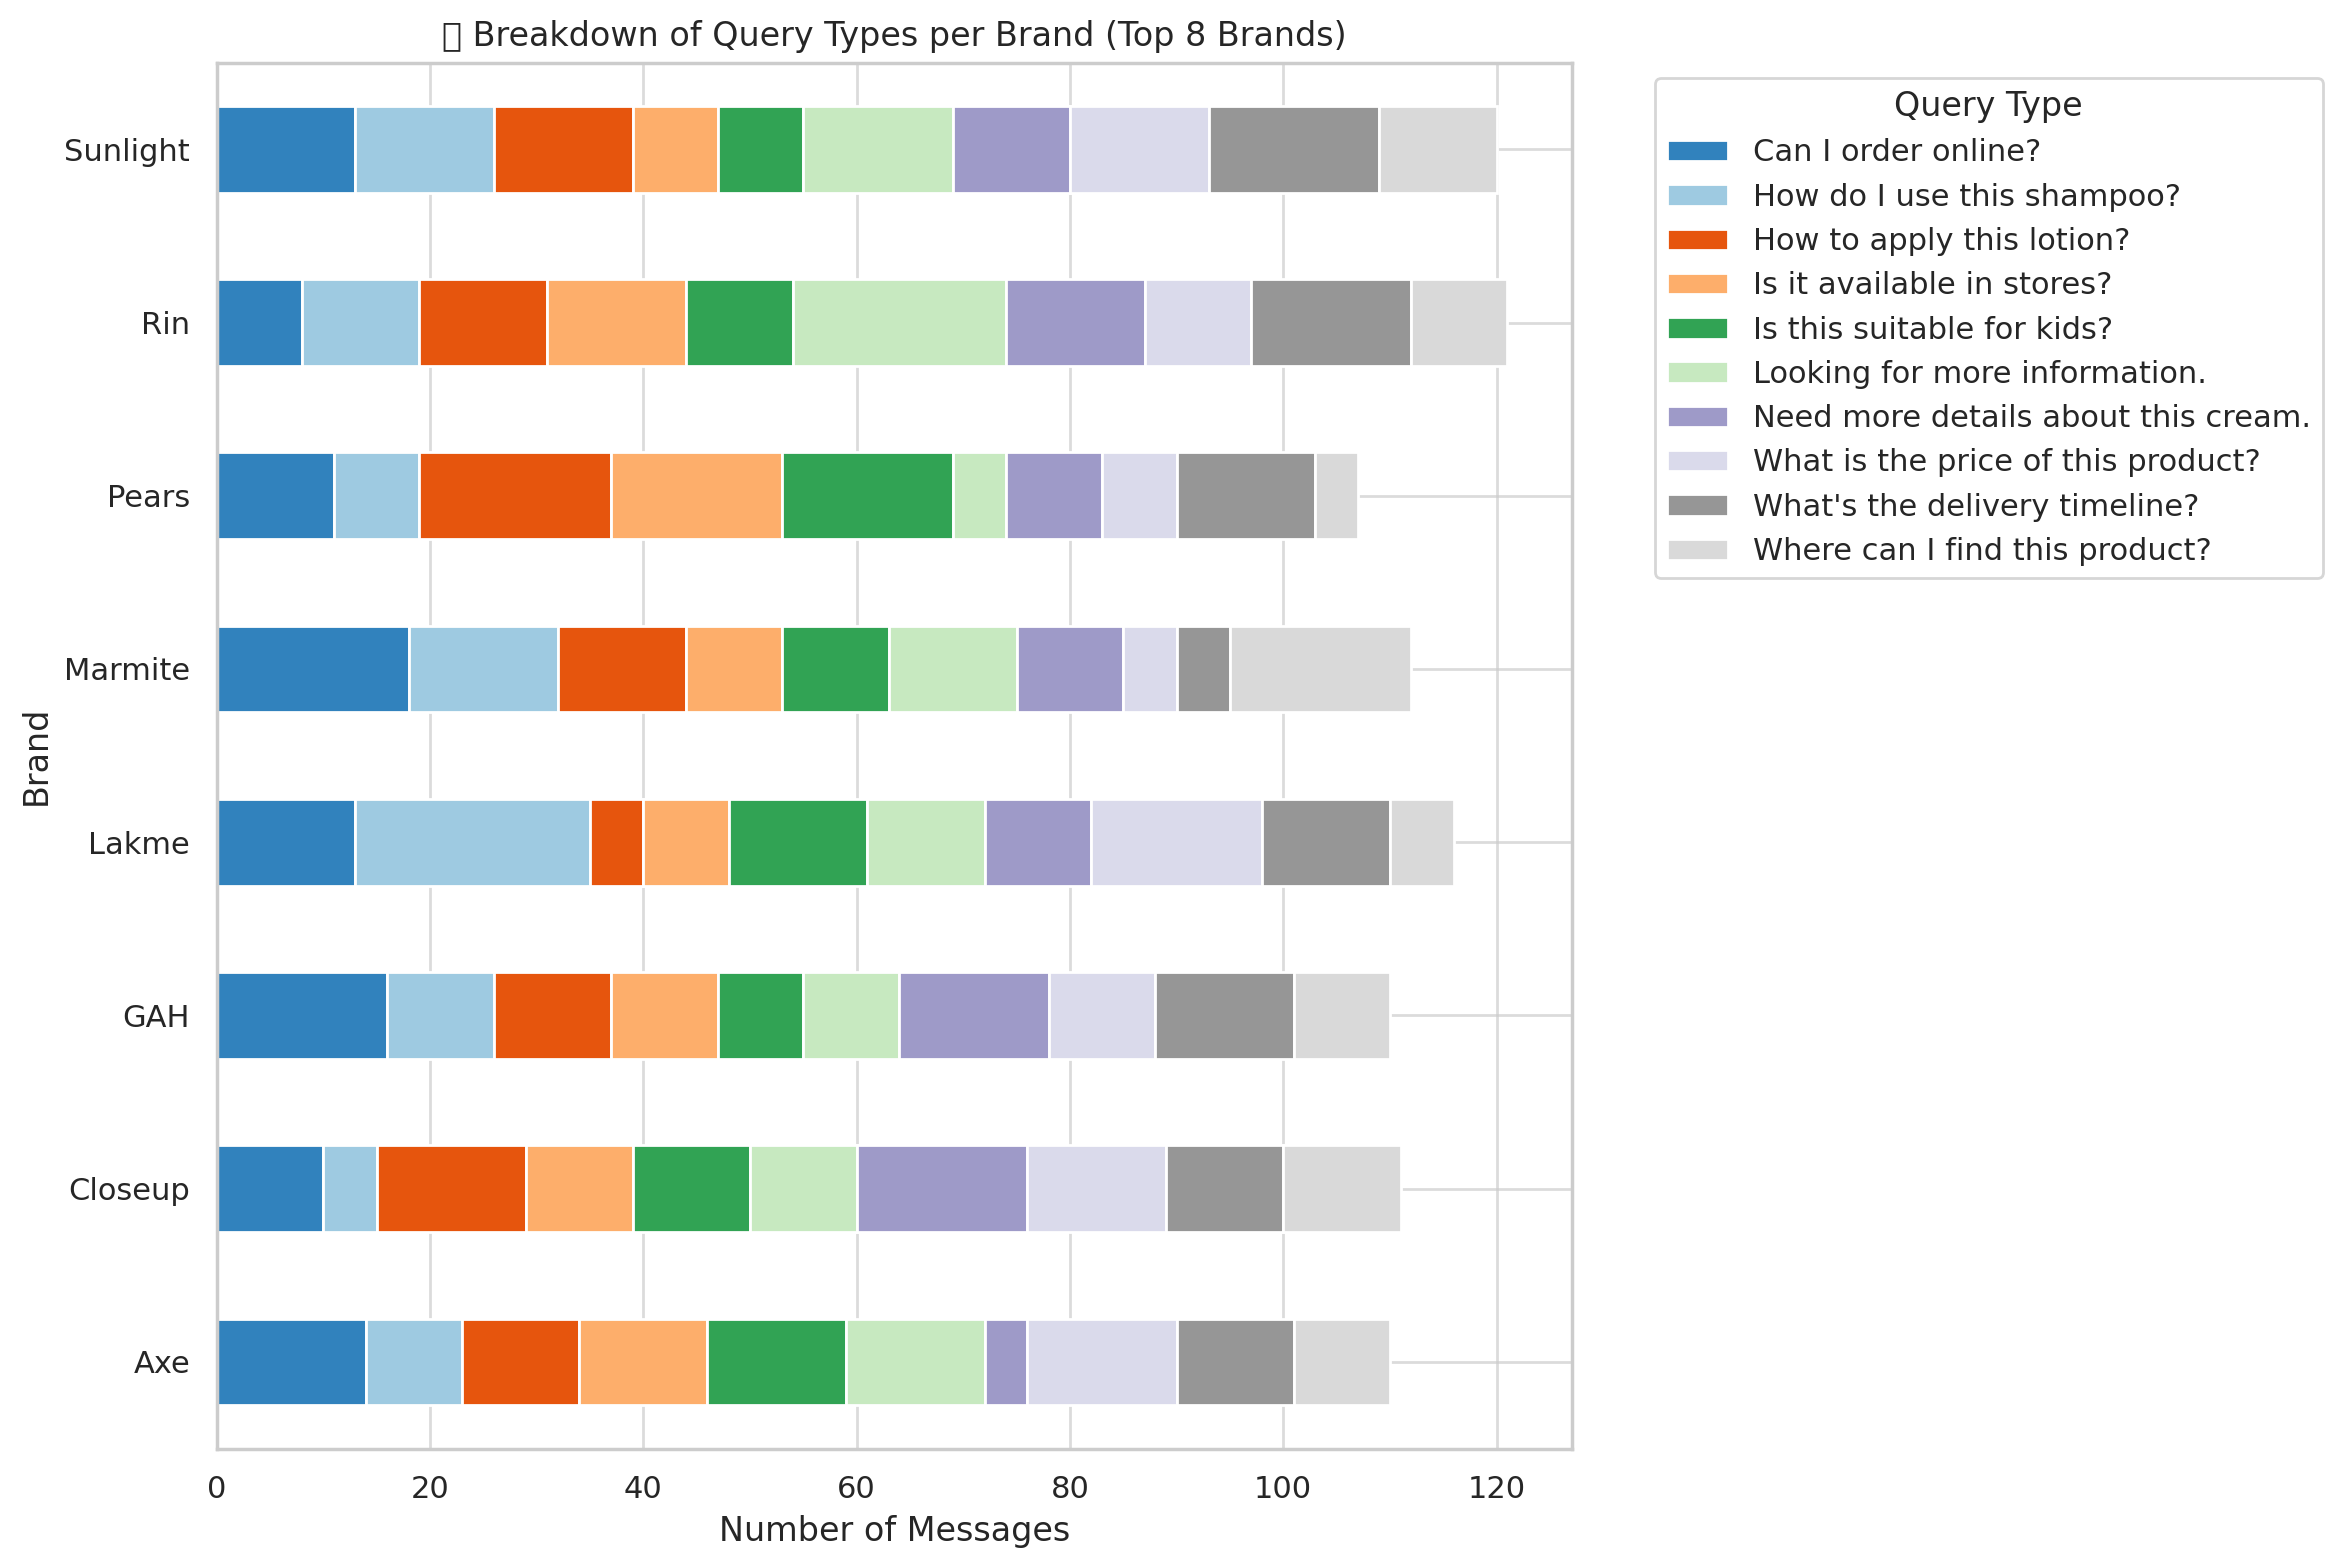 ▯ Breakdown of Query Types per Brand (Top 8 Brands)
Sunlight
Rin
Pears
Marmite
Lakme
GAH
Closeup
Axe
Brand
0 20 40 60 80 100 120
Number of Messages
Query Type
Can I order online?
How do I use this shampoo?
How to apply this lotion?
Is it available in stores?
Is this suitable for kids?
Looking for more information.
Need more details about this cream.
What is the price of this product?
What's the delivery timeline?
Where can I find this product?